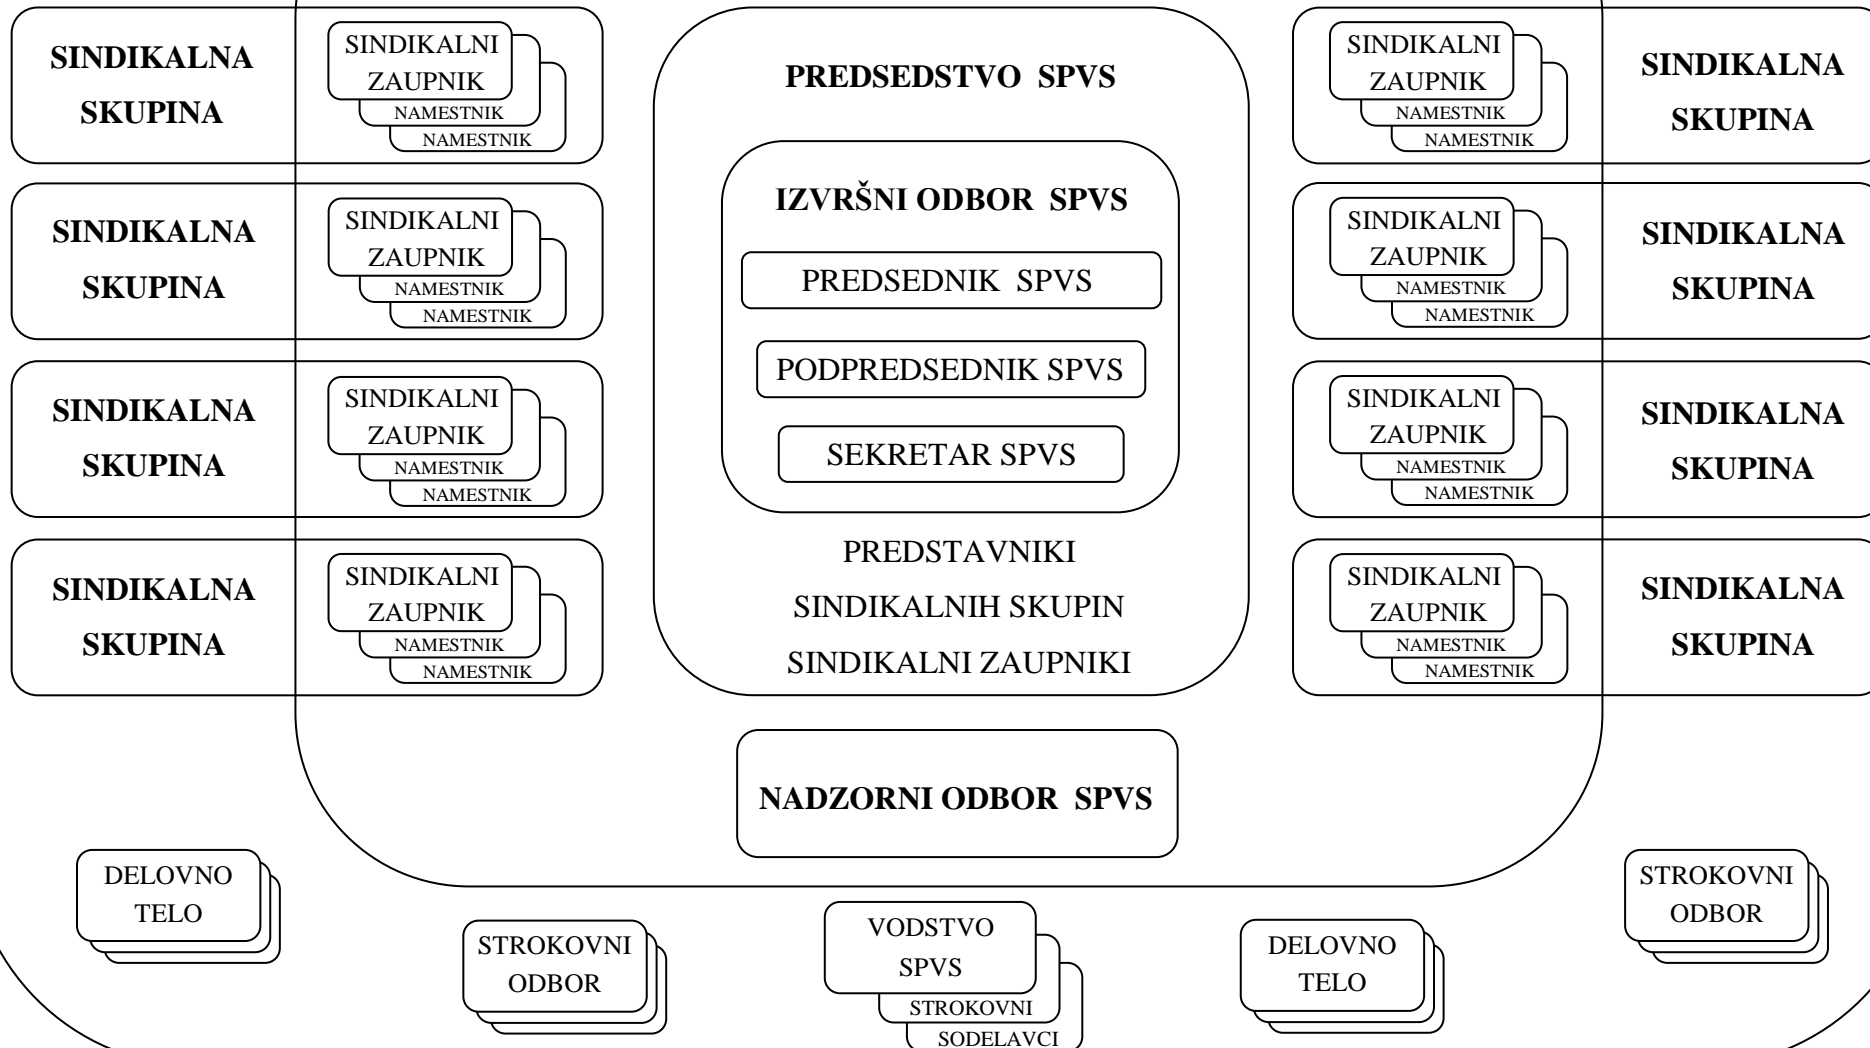 SINDIKALNA
SKUPINA
SINDIKALNI
ZAUPNIK
NAMESTNIK
NAMESTNIK
SINDIKALNA
SKUPINA
SINDIKALNI
ZAUPNIK
NAMESTNIK
NAMESTNIK
SINDIKALNA
SKUPINA
SINDIKALNI
ZAUPNIK
NAMESTNIK
NAMESTNIK
SINDIKALNA
SKUPINA
SINDIKALNI
ZAUPNIK
NAMESTNIK
NAMESTNIK
PREDSEDSTVO SPVS
IZVRŠNI ODBOR SPVS
PREDSEDNIK SPVS
PODPREDSEDNIK SPVS
SEKRETAR SPVS
PREDSTAVNIKI
SINDIKALNIH SKUPIN
SINDIKALNI ZAUPNIKI
NADZORNI ODBOR SPVS
SINDIKALNI
ZAUPNIK
NAMESTNIK
NAMESTNIK
SINDIKALNA
SKUPINA
SINDIKALNI
ZAUPNIK
NAMESTNIK
NAMESTNIK
SINDIKALNA
SKUPINA
SINDIKALNI
ZAUPNIK
NAMESTNIK
NAMESTNIK
SINDIKALNA
SKUPINA
SINDIKALNI
ZAUPNIK
NAMESTNIK
NAMESTNIK
SINDIKALNA
SKUPINA
DELOVNO
TELO
STROKOVNI
ODBOR
VODSTVO
SPVS
STROKOVNI
SODELAVCI
DELOVNO
TELO
STROKOVNI
ODBOR